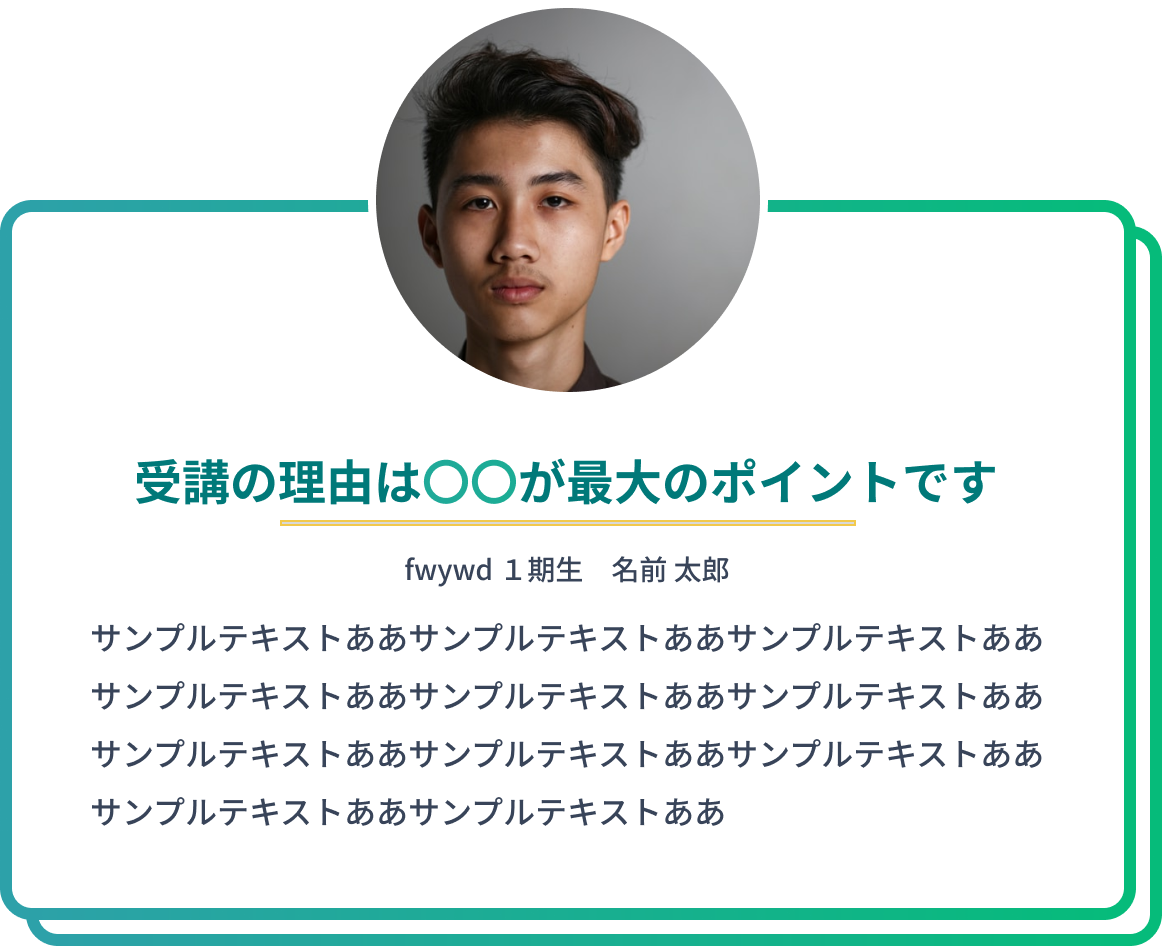 受講の理由は〇〇が最大のポイントです
fwywd １期生　名前 太郎
サンプルテキストああサンプルテキストああサンプルテキストああ
サンプルテキストああサンプルテキストああサンプルテキストああ
サンプルテキストああサンプルテキストああサンプルテキストああ
サンプルテキストああサンプルテキストああ